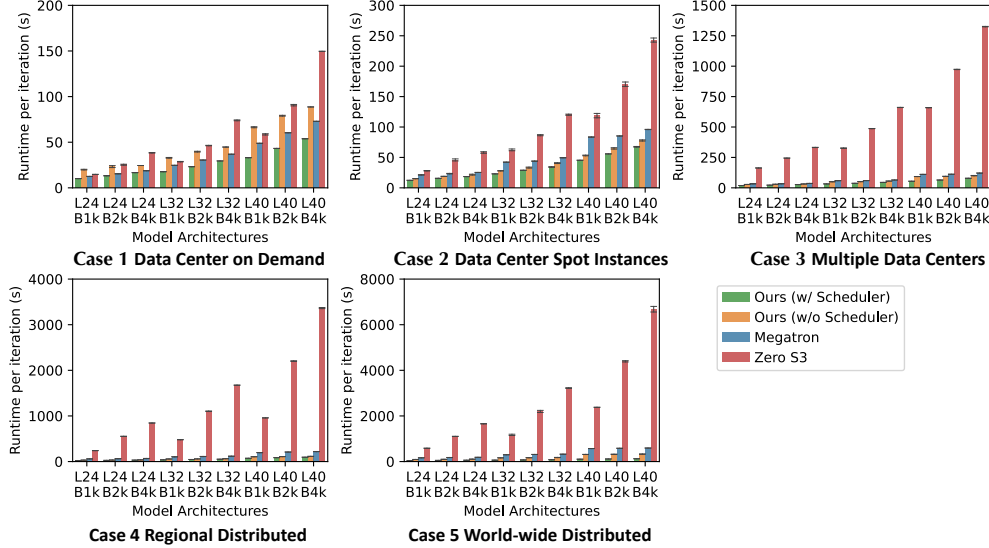 Runtime per iteration (s)
200
150
100
50
0
L24 L24 L24 L32 L32 L32 L40 L40 L40
B1k B2k B4k B1k B2k B4k B1k B2k B4k
Model Architectures
Case 1 Data Center on Demand
Runtime per iteration (s)
300
250
200
150
100
50
0
L24 L24 L24 L32 L32 L32 L40 L40 L40
B1k B2k B4k B1k B2k B4k B1k B2k B4k
Model Architectures
Case 2 Data Center Spot Instances
Runtime per iteration (s)
1500
1250
1000
750
500
250
0
L24 L24 L24 L32 L32 L32 L40 L40 L40
B1k B2k B4k B1k B2k B4k B1k B2k B4k
Model Architectures
Case 3 Multiple Data Centers
Runtime per iteration (s)
4000
3000
2000
1000
0
L24 L24 L24 L32 L32 L32 L40 L40 L40
B1k B2k B4k B1k B2k B4k B1k B2k B4k
Model Architectures
Case 4 Regional Distributed
Runtime per iteration (s)
8000
6000
4000
2000
0
L24 L24 L24 L32 L32 L32 L40 L40 L40
B1k B2k B4k B1k B2k B4k B1k B2k B4k
Model Architectures
Case 5 World-wide Distributed
Ours (w/ Scheduler)
Ours (w/o Scheduler)
Megatron
Zero S3